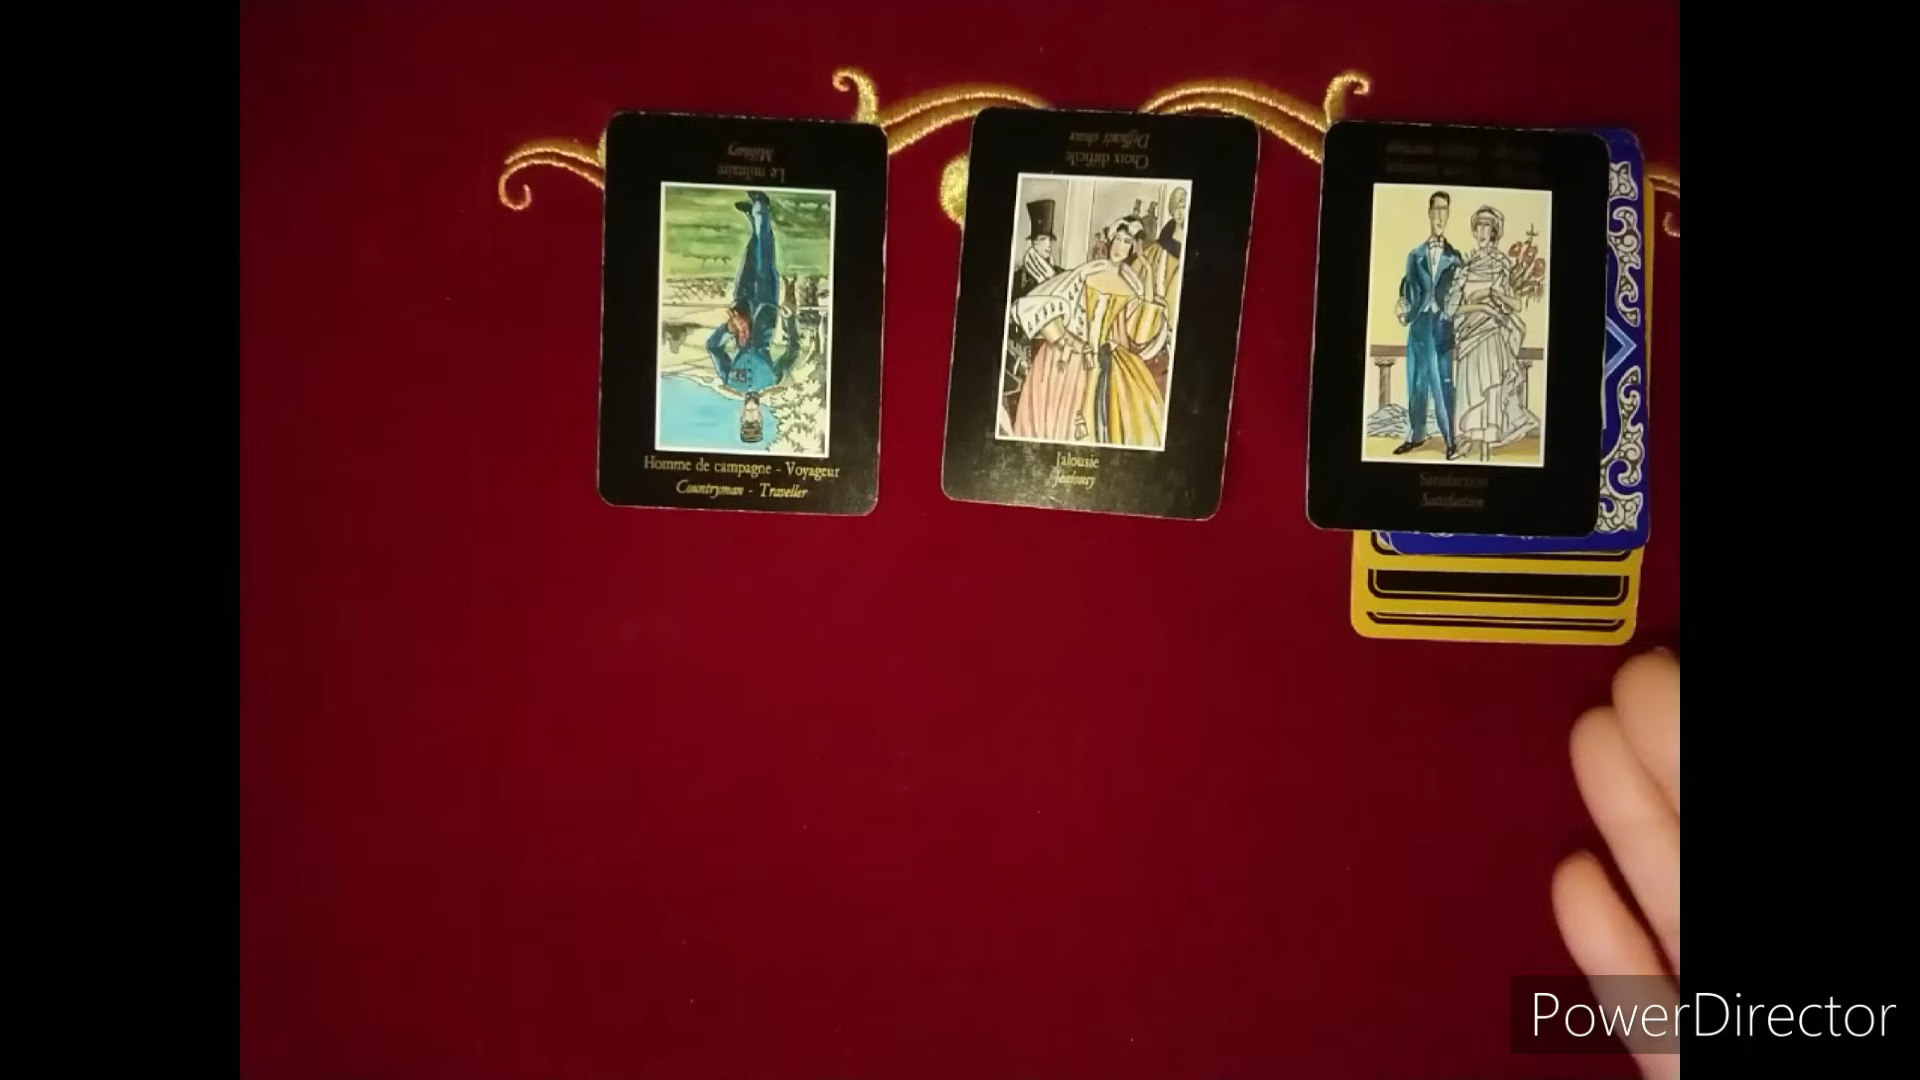 Le militaire
Military
Homme de campagne - Voyageur
Countryman - Traveller
Choix difficile
Difficult choice
Jalousie
Jealousy
Satisfaction
Satisfaction
PowerDirector